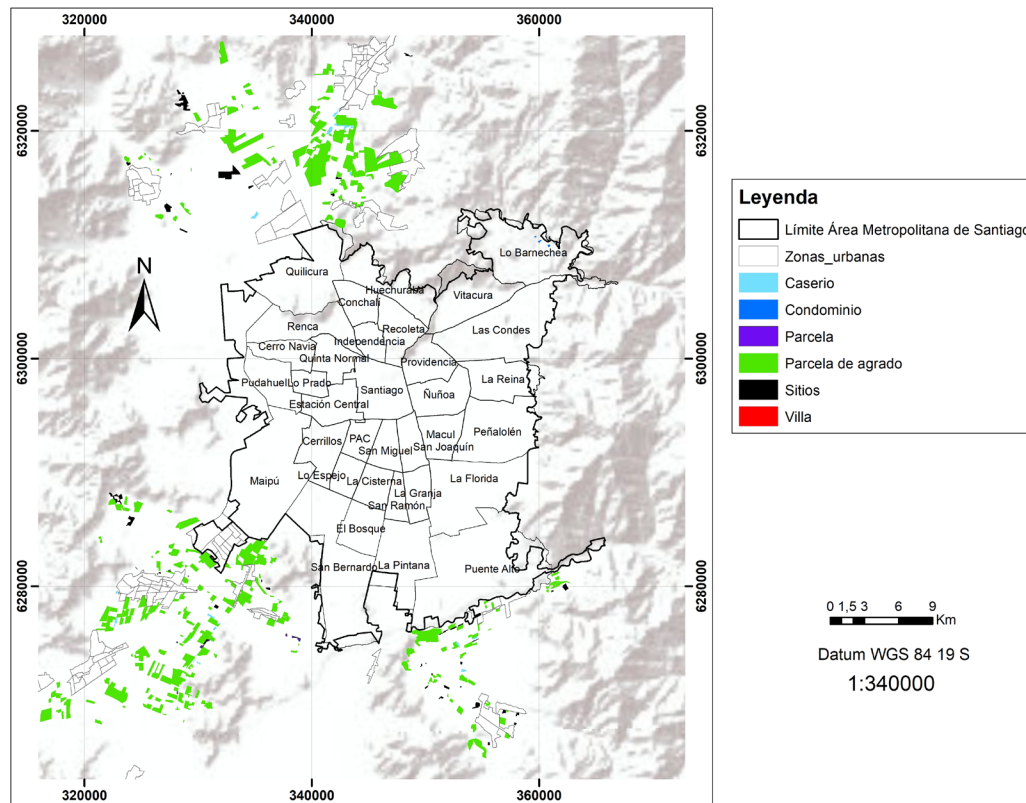 320000 340000 360000
6320000 6320000
Lo Barnechea
Quilicura
Huechuraba
Vitacura
Conchalí
Renca
Recoleta
Las Condes
Independencia
Cerro Navia
Quinta Normal
Providencia
6300000 6300000
Pudahuel
Lo Prado
Santiago
La Reina
Ñuñoa
Estación Central
Cerrillos
PAC
San Miguel
Macul
San Joaquín
Peñalolén
Maipú
Lo Espejo
La Cisterna
La Florida
La Granja
San Ramón
El Bosque
San Bernardo
La Pintana
Puente Alto
6280000 6280000
320000 340000 360000
N
Leyenda
Límite Área Metropolitana de Santiago
Zonas_urbanas
Caserio
Condominio
Parcela
Parcela de agrado
Sitios
Villa
0 1,5 3 6 9
Km
Datum WGS 84 19 S
1:340000